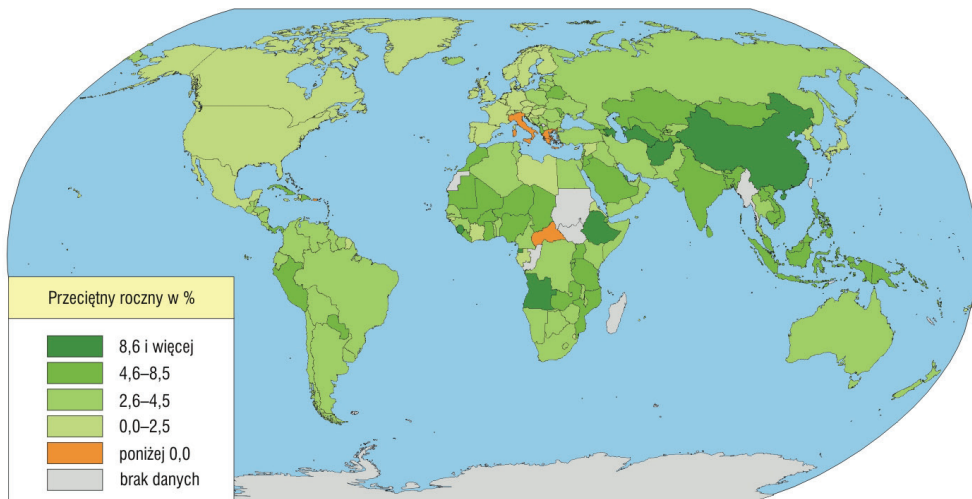 Przeciętny roczny w %
8,6 i więcej
4,6–8,5
2,6–4,5
0,0–2,5
poniżej 0,0
brak danych